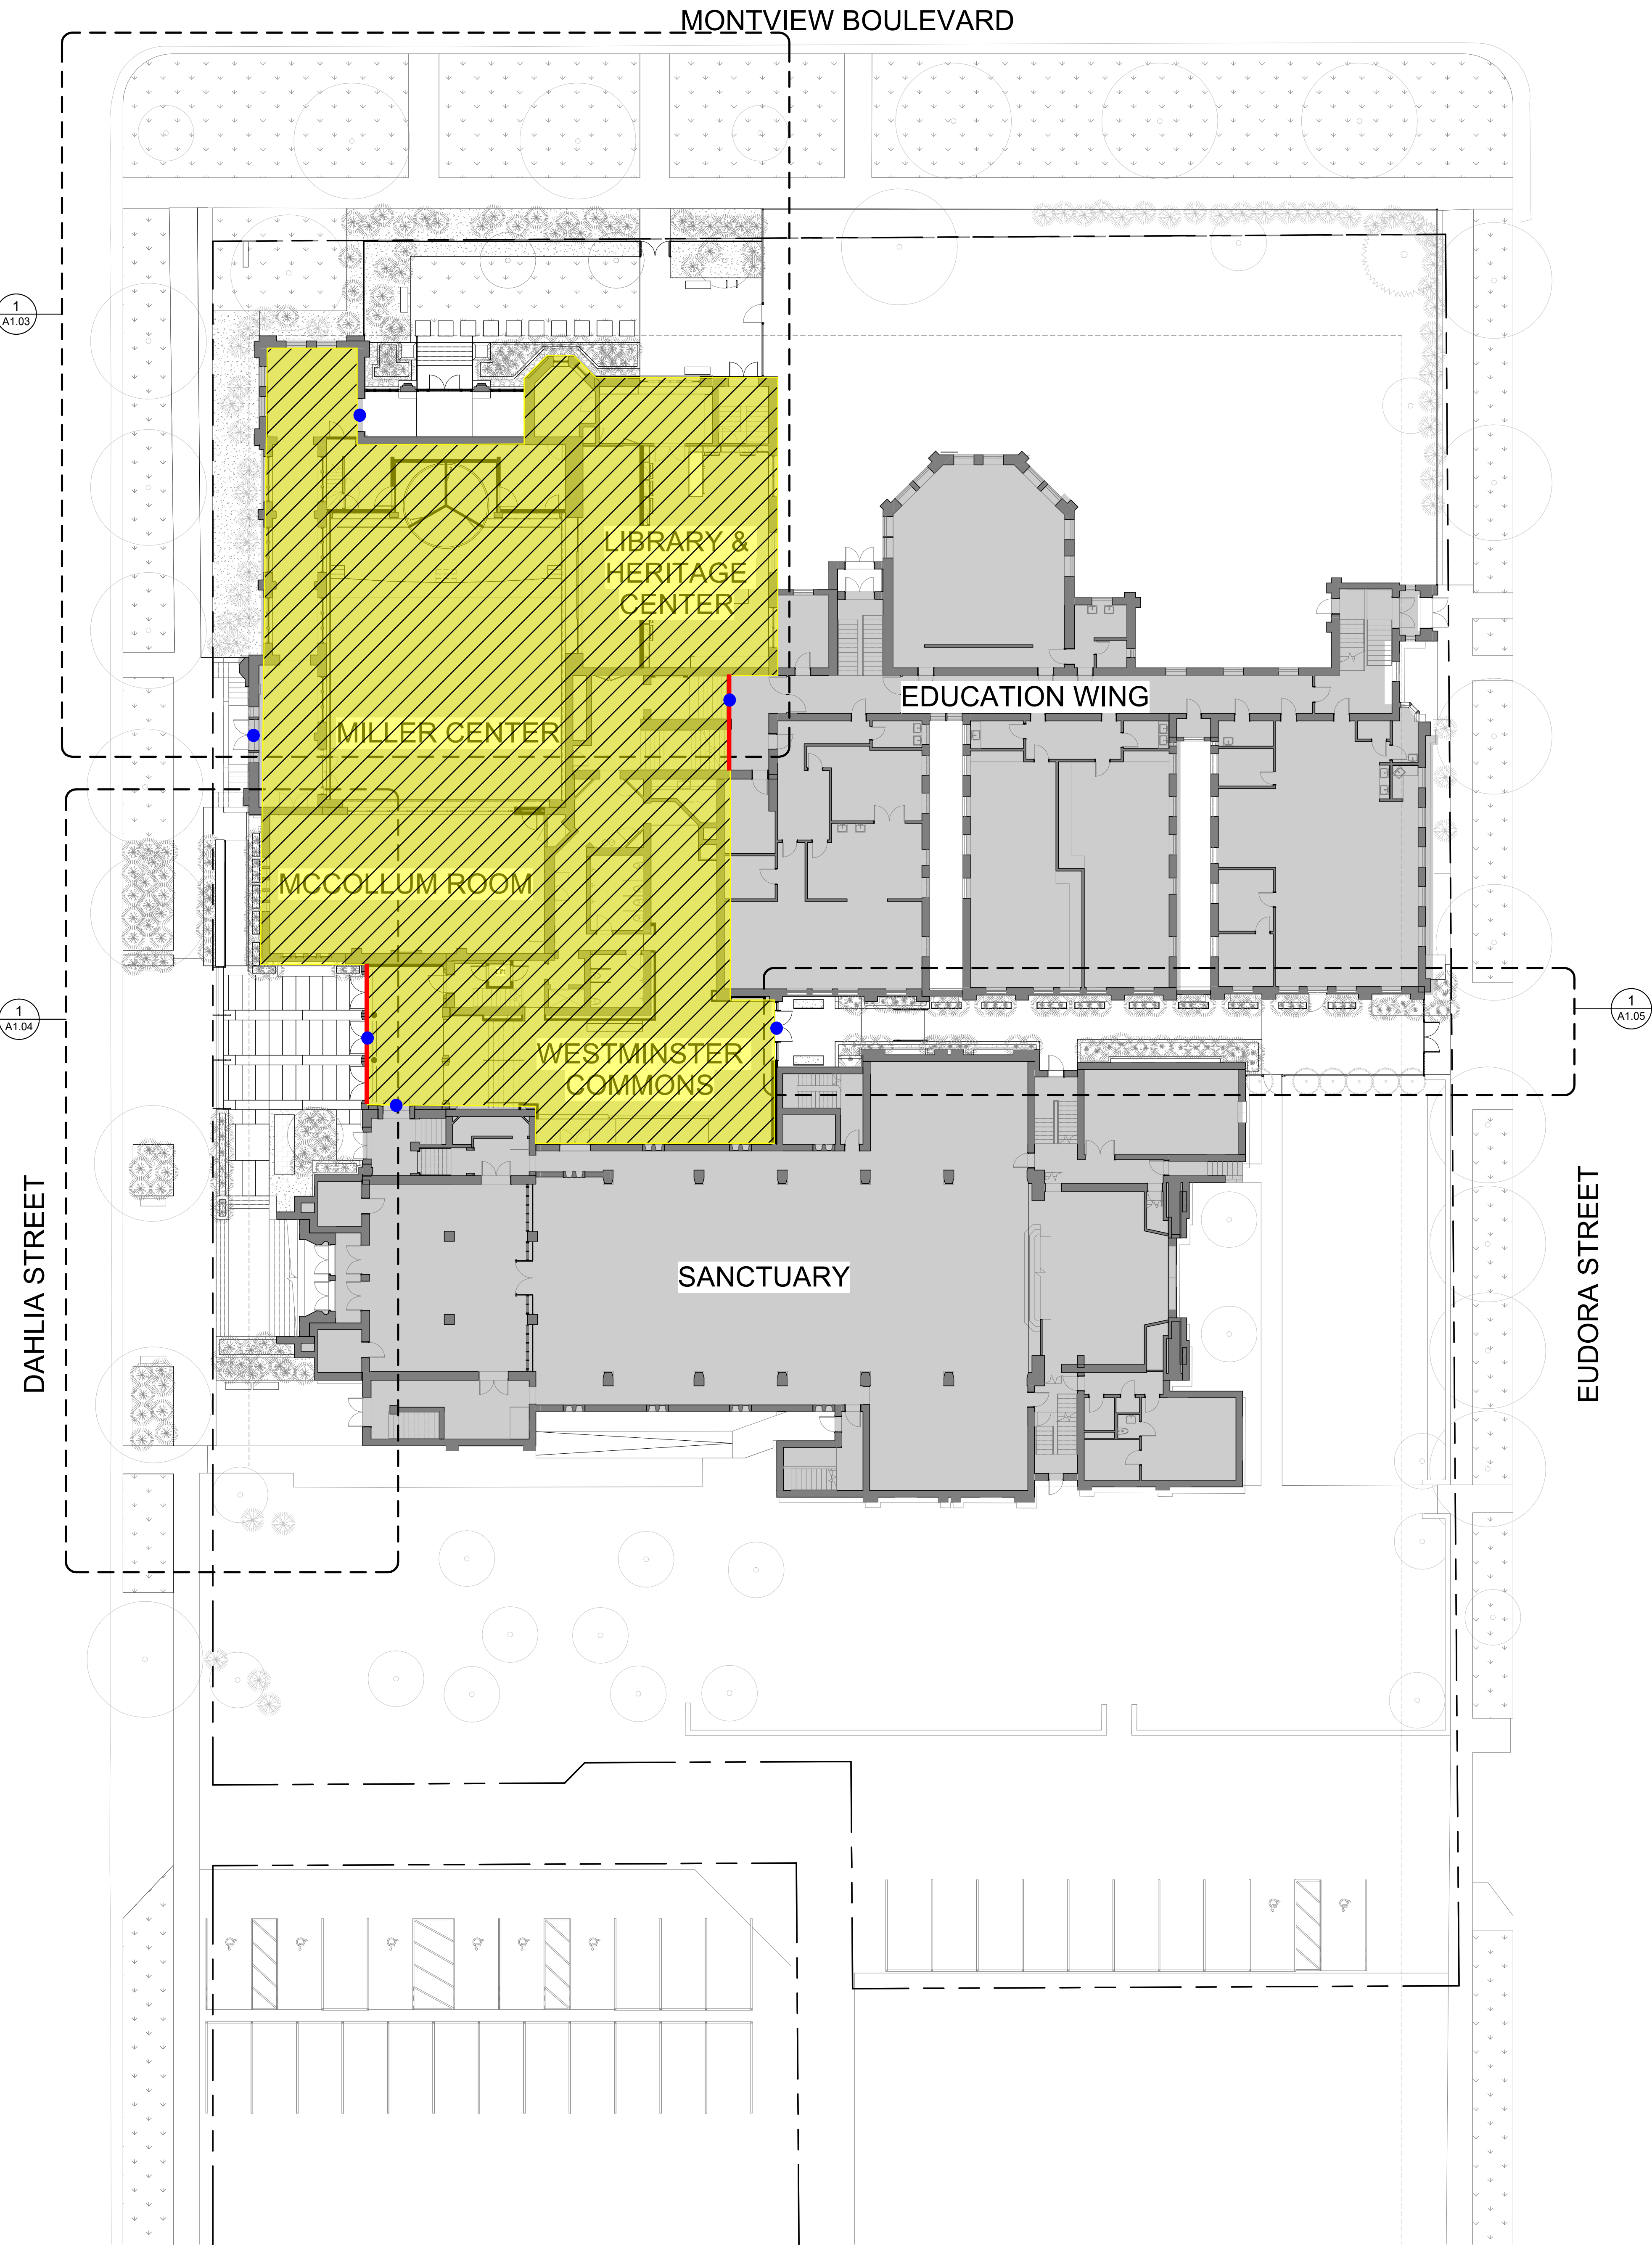 MONTVIEW BOULEVARD
1
A1.03
LIBRARY &
HERITAGE
CENTER
EDUCATION WING
MILLER CENTER
MCCOLLUM ROOM
1
A1.04
1
A1.05
WESTMINSTER
COMMONS
DAHLIA STREET
SANCTUARY
EUDORA STREET